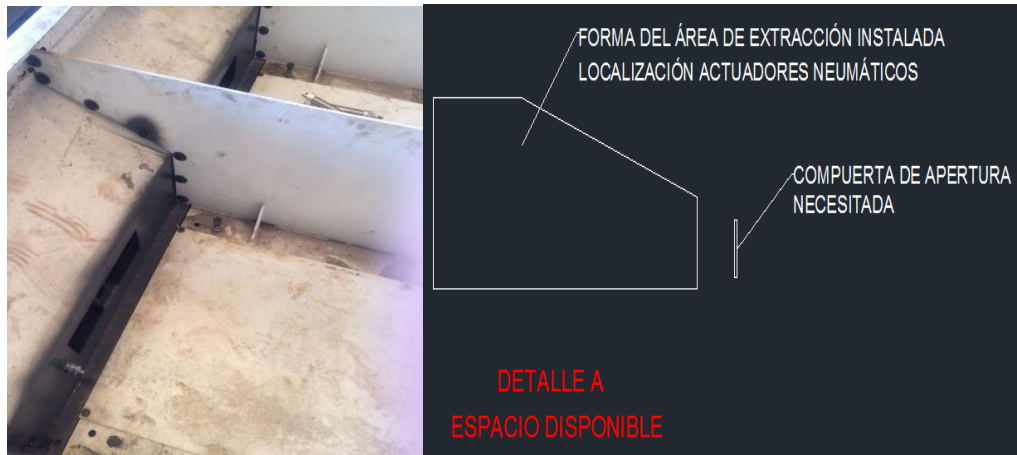 FORMA DEL ÁREA DE EXTRACCIÓN INSTALADA
LOCALIZACIÓN ACTUADORES NEUMÁTICOS
COMPUERTA DE APERTURA
NECESITADA
DETALLE A
ESPACIO DISPONIBLE